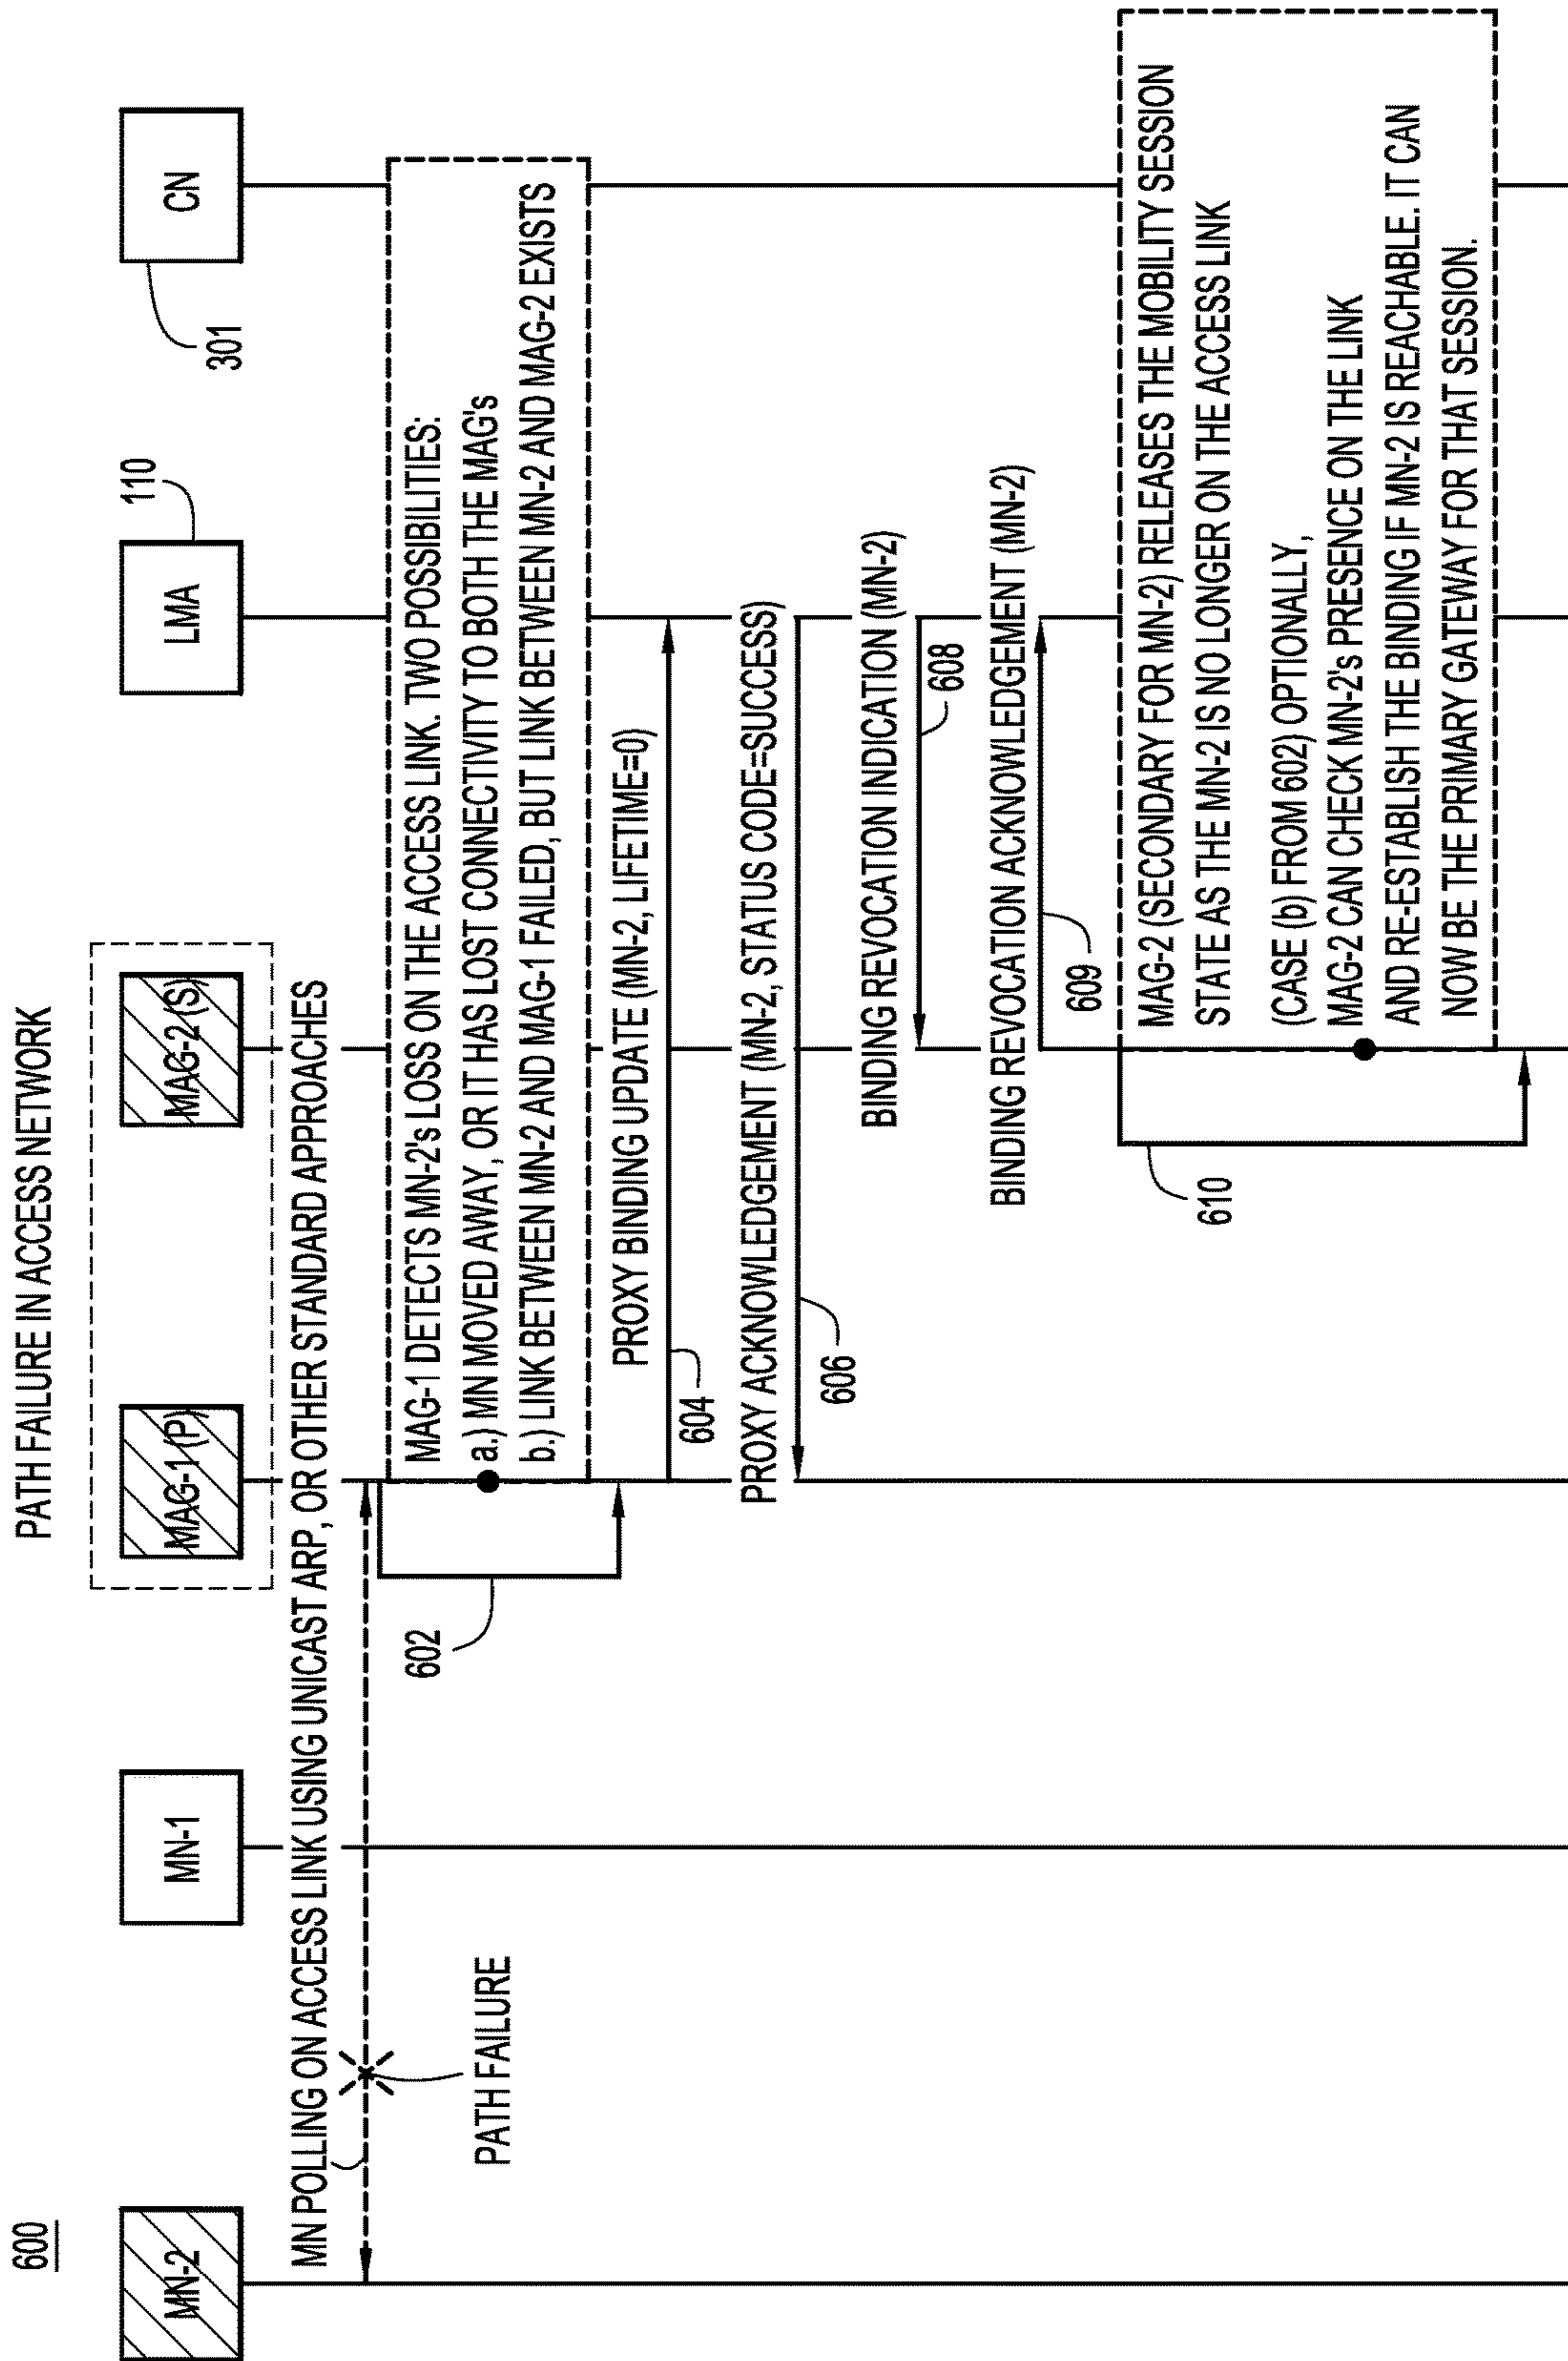 600
PATH FAILURE IN ACCESS NETWORK
MN-2
MN-1
MAG-1 (P)
MAG-2 (S)
LMA
110
CN
301
MN POLLING ON ACCESS LINK USING UNICAST ARP, OR OTHER STANDARD APPROACHES
PATH FAILURE
602
MAG-1 DETECTS MN-2's LOSS ON THE ACCESS LINK. TWO POSSIBILITIES:
a.) MN MOVED AWAY, OR IT HAS LOST CONNECTIVITY TO BOTH THE MAG's
b.) LINK BETWEEN MN-2 AND MAG-1 FAILED, BUT LINK BETWEEN MN-2 AND MAG-2 EXISTS
PROXY BINDING UPDATE (MN-2, LIFETIME=0)
604
PROXY ACKNOWLEDGEMENT (MN-2, STATUS CODE=SUCCESS)
606
BINDING REVOCATION INDICATION (MN-2)
608
BINDING REVOCATION ACKNOWLEDGEMENT (MN-2)
609
MAG-2 (SECONDARY FOR MN-2) RELEASES THE MOBILITY SESSION
STATE AS THE MN-2 IS NO LONGER ON THE ACCESS LINK
(CASE (b) FROM 602) OPTIONALLY,
MAG-2 CAN CHECK MN-2's PRESENCE ON THE LINK
AND RE-ESTABLISH THE BINDING IF MN-2 IS REACHABLE. IT CAN
NOW BE THE PRIMARY GATEWAY FOR THAT SESSION.
610